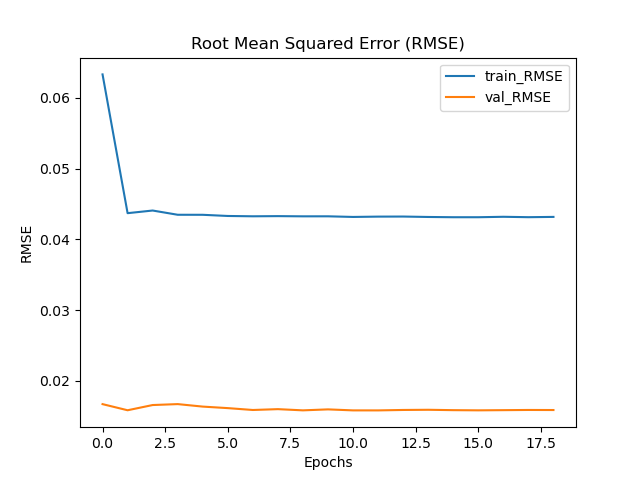 Root Mean Squared Error (RMSE)
train_RMSE
val_RMSE
0.06
0.05
0.04
0.03
0.02
RMSE
0.0 2.5 5.0 7.5 10.0 12.5 15.0 17.5
Epochs